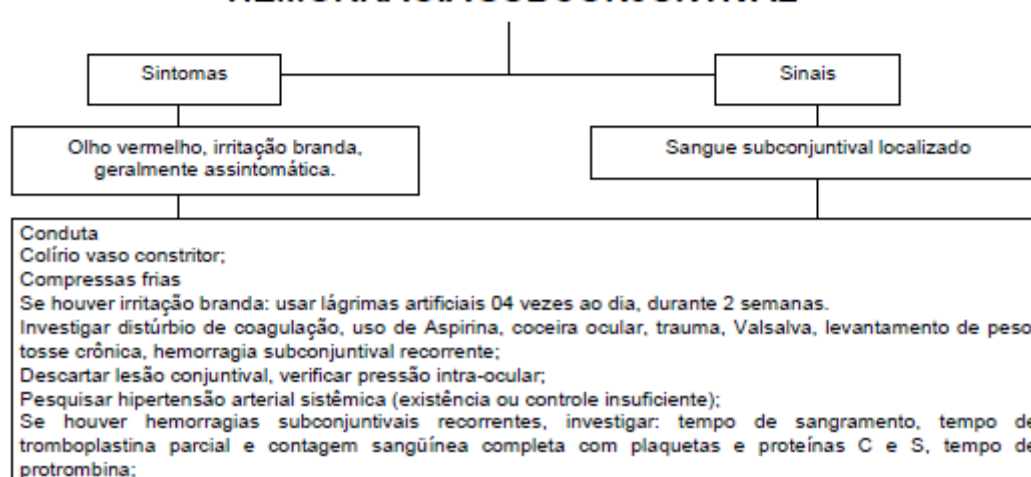 Sintomas
Sinais
Olho vermelho, irritação branda,
geralmente assintomática.
Sangue subconjuntival localizado
Conduta
Colírio vaso constritor;
Compressas frias
Se houver irritação branda: usar lágrimas artificiais 04 vezes ao dia, durante 2 semanas.
Investigar distúrbio de coagulação, uso de Aspirina, coceira ocular, trauma, Valsalva, levantamento de peso
tosse crônica, hemorragia subconjuntival recorrente;
Descartar lesão conjuntival, verificar pressão intra-ocular;
Pesquisar hipertensão arterial sistêmica (existência ou controle insuficiente);
Se houver hemorragias subconjuntivais recorrentes, investigar: tempo de sangramento, tempo de
tromboplastina parcial e contagem sangüínea completa com plaquetas e proteínas C e S, tempo de
protrombina;